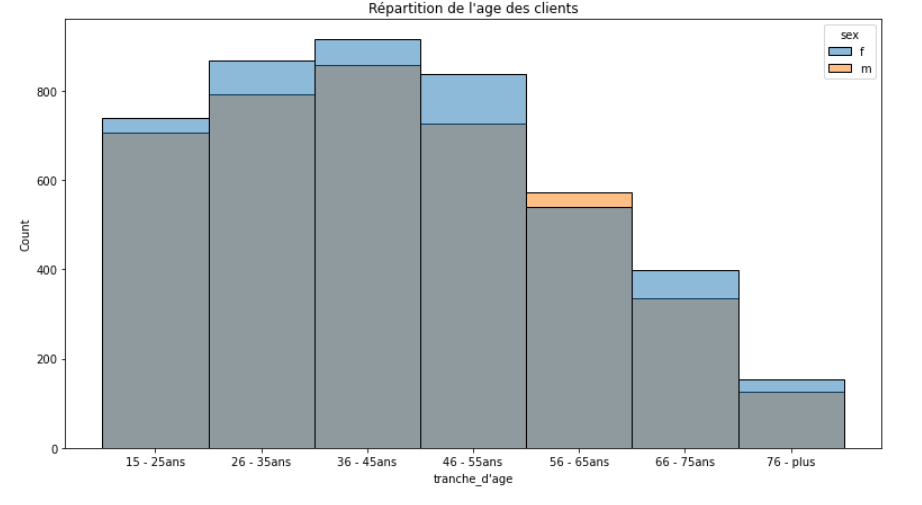 Répartition de l'age des clients
sex
f
m
800
600
400
200
0
Count
15 - 25ans 26 - 35ans 36 - 45ans 46 - 55ans 56 - 65ans 66 - 75ans 76 - plus
tranche_d'age